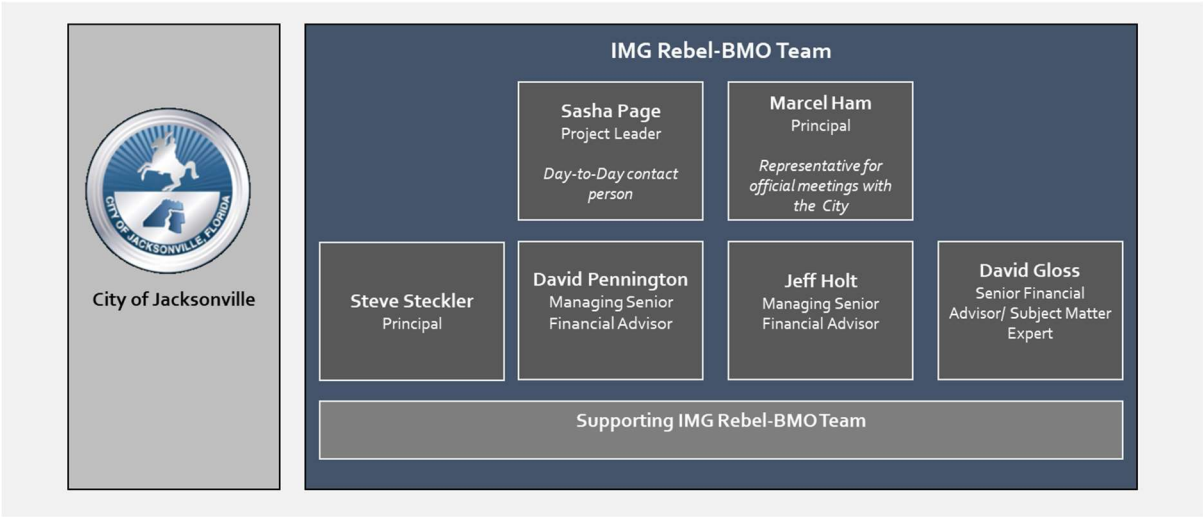 CITY OF JACKSONVILLE, FLORIDA
City of Jacksonville
IMG Rebel-BMO Team
Sasha Page
Project Leader
Day-to-Day contact
person
Marcel Ham
Principal
Representative for
official meetings with
the City
Steve Steckler
Principal
David Pennington
Managing Senior
Financial Advisor
Jeff Holt
Managing Senior
Financial Advisor
David Gloss
Senior Financial
Advisor/ Subject Matter
Expert
Supporting IMG Rebel-BMO Team